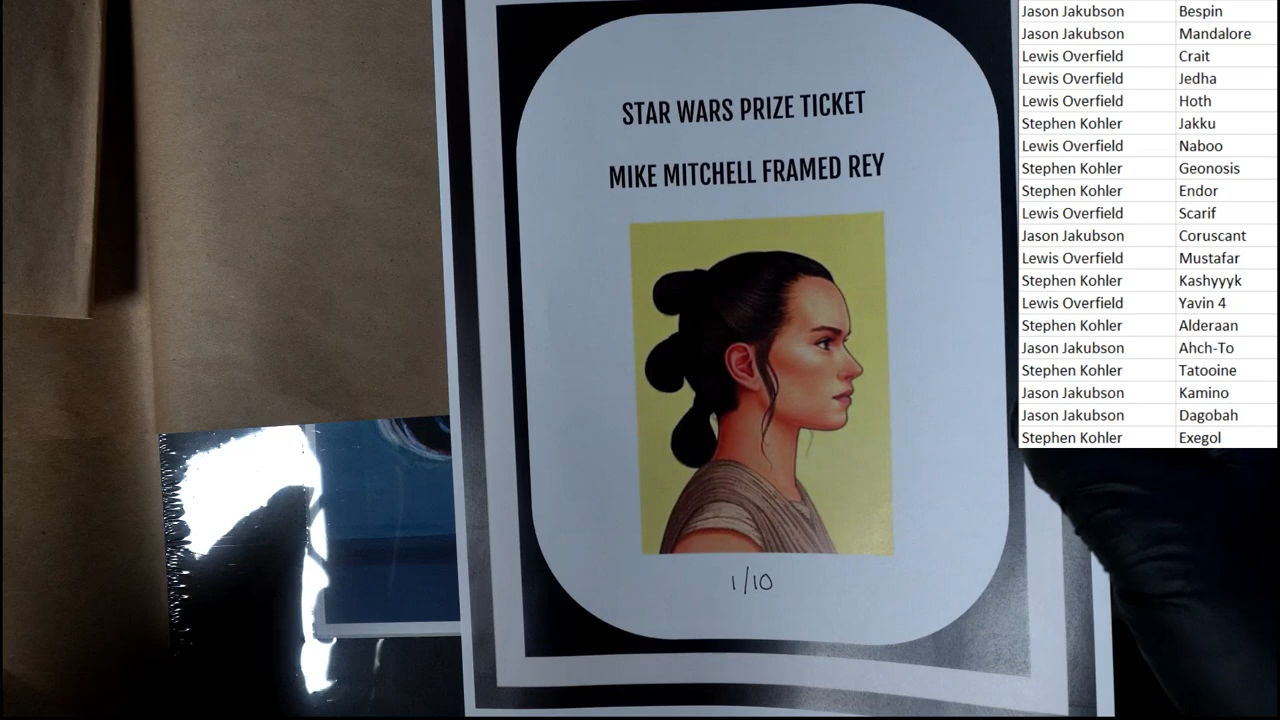 STAR WARS PRIZE TICKET
MIKE MITCHELL FRAMED REY
1/10
Jason Jakubson Bespin
Jason Jakubson Mandalore
Lewis Overfield Crait
Lewis Overfield Jedha
Lewis Overfield Hoth
Stephen Kohler Jakku
Lewis Overfield Naboo
Stephen Kohler Geonosis
Stephen Kohler Endor
Lewis Overfield Scarif
Jason Jakubson Coruscant
Lewis Overfield Mustafar
Stephen Kohler Kashyyyk
Lewis Overfield Yavin 4
Stephen Kohler Alderaan
Jason Jakubson Ahch-To
Stephen Kohler Tatooine
Jason Jakubson Kamino
Jason Jakubson Dagobah
Stephen Kohler Exegol